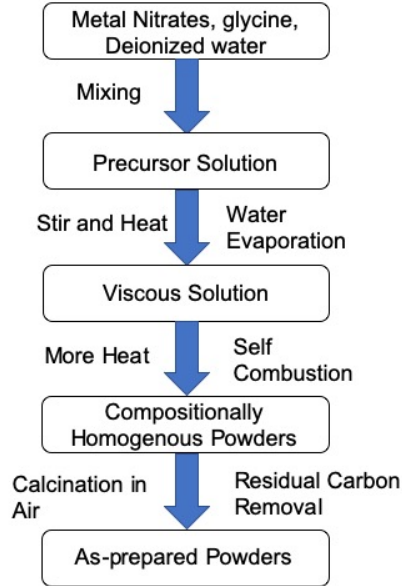 Metal Nitrates, glycine,
Deionized water
Mixing
Precursor Solution
Stir and Heat
Water
Evaporation
Viscous Solution
More Heat
Self
Combustion
Compositionally
Homogenous Powders
Calcination in
Air
Residual Carbon
Removal
As-prepared Powders